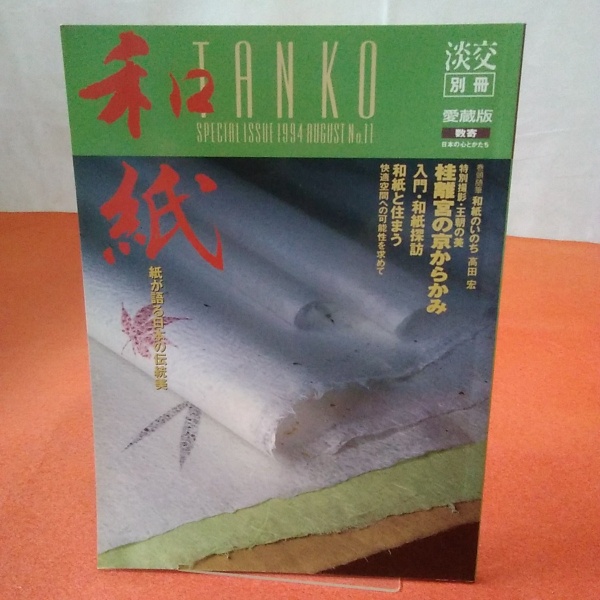 和紙
TANKO
SPECIAL ISSUE 1994 AUGUST No.11
淡交
別冊
愛蔵版
数寄
日本の心とかたち
巻頭随筆 和紙のいのち 高田 宏
特別撮影・王朝の美
桂離宮の京からかみ
入門・和紙探訪
和紙と住まう
快適空間への可能性を求めて
紙が語る日本の伝統美